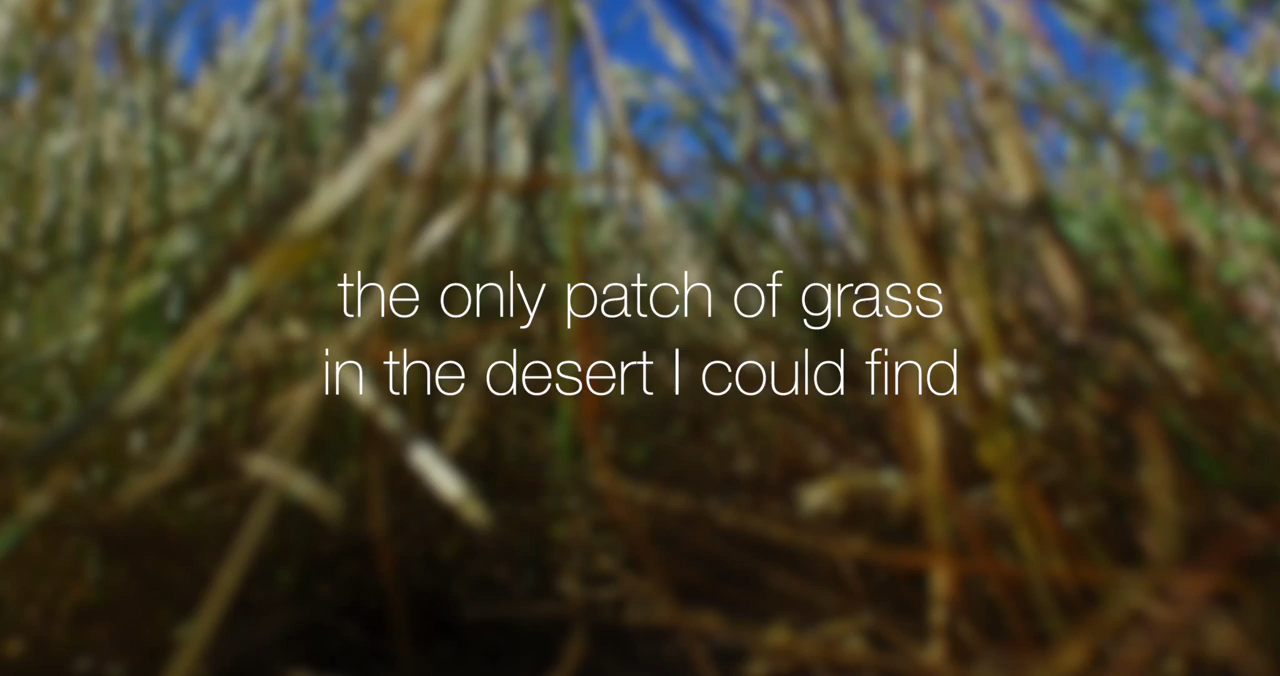 the only patch of grass
in the desert I could find